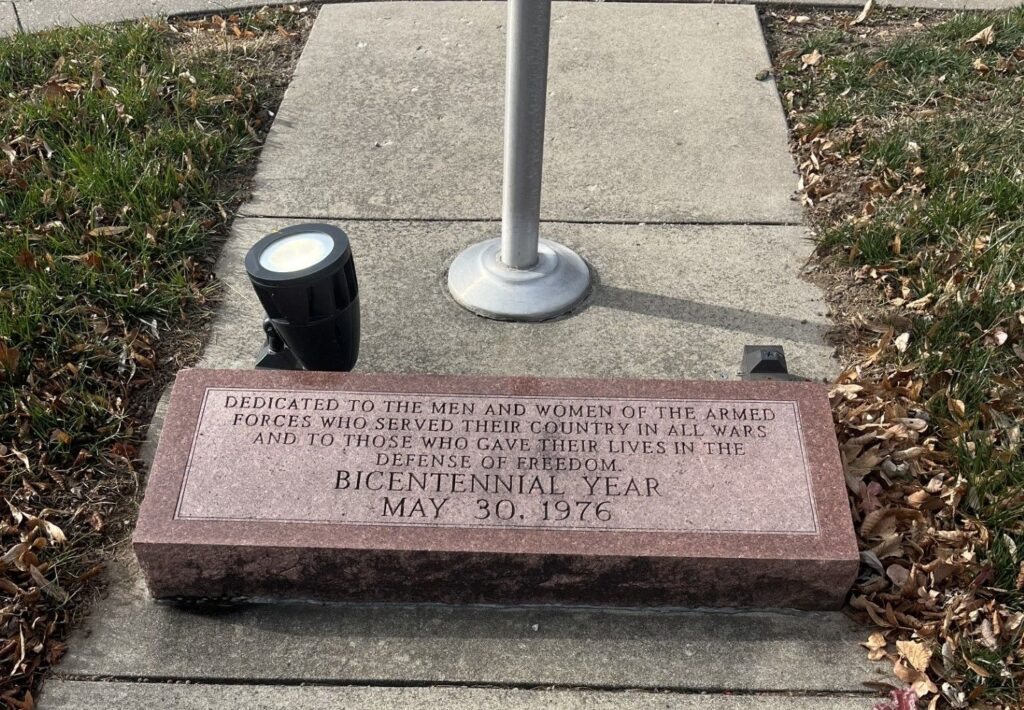 DEDICATED TO THE MEN AND WOMEN OF THE ARMED
FORCES WHO SERVED THEIR COUNTRY IN ALL WARS
AND TO THOSE WHO GAVE THEIR LIVES IN THE
DEFENSE OF FREEDOM.
BICENTENNIAL YEAR
MAY 30, 1976